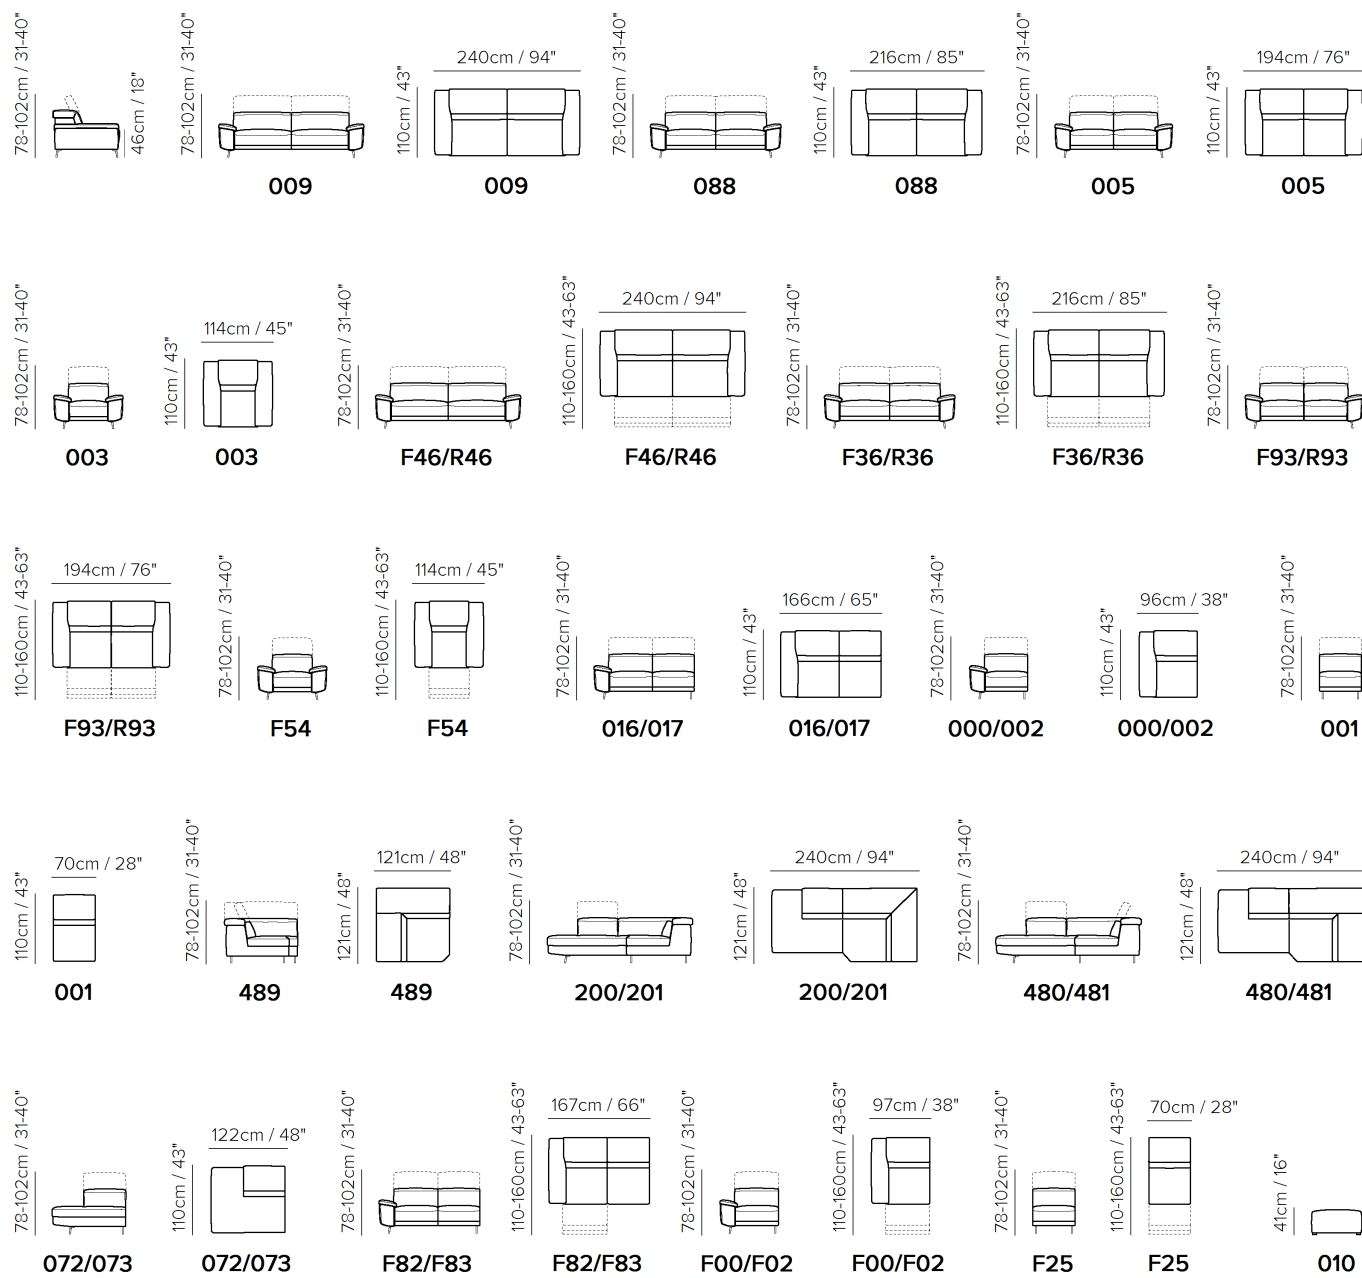 78-102cm / 31-40"
46cm / 18"
78-102cm / 31-40"
009
110cm / 43"
240cm / 94"
009
78-102cm / 31-40"
088
110cm / 43"
216cm / 85"
088
78-102cm / 31-40"
005
110cm / 43"
194cm / 76"
005
78-102cm / 31-40"
003
110cm / 43"
114cm / 45"
003
78-102cm / 31-40"
F46/R46
110-160cm / 43-63"
240cm / 94"
F46/R46
78-102cm / 31-40"
F36/R36
110-160cm / 43-63"
216cm / 85"
F36/R36
78-102cm / 31-40"
F93/R93
110-160cm / 43-63"
194cm / 76"
F93/R93
78-102cm / 31-40"
F54
110-160cm / 43-63"
114cm / 45"
F54
78-102cm / 31-40"
016/017
110cm / 43"
166cm / 65"
016/017
78-102cm / 31-40"
000/002
110cm / 43"
96cm / 38"
000/002
78-102cm / 31-40"
001
110cm / 43"
70cm / 28"
001
78-102cm / 31-40"
489
121cm / 48"
121cm / 48"
489
78-102cm / 31-40"
200/201
121cm / 48"
240cm / 94"
200/201
78-102cm / 31-40"
480/481
121cm / 48"
240cm / 94"
480/481
78-102cm / 31-40"
072/073
110cm / 43"
122cm / 48"
072/073
78-102cm / 31-40"
F82/F83
110-160cm / 43-63"
167cm / 66"
F82/F83
78-102cm / 31-40"
F00/F02
110-160cm / 43-63"
97cm / 38"
F00/F02
78-102cm / 31-40"
F25
110-160cm / 43-63"
70cm / 28"
F25
41cm / 16"
010